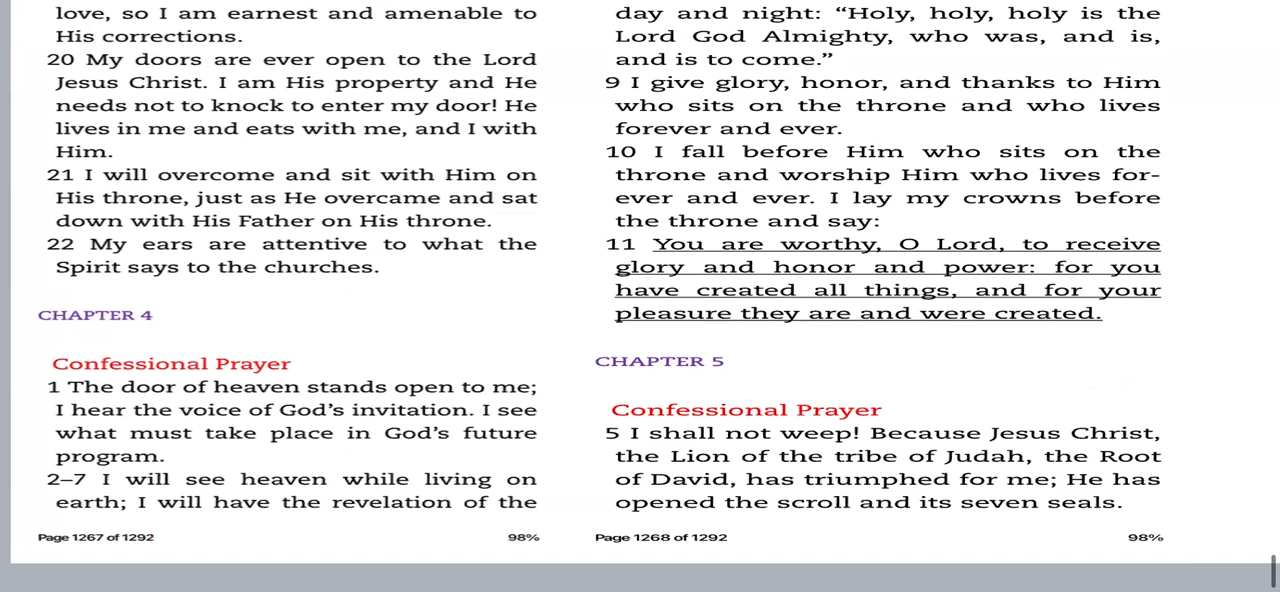 love, so I am earnest and amenable to
His corrections.
20 My doors are ever open to the Lord
Jesus Christ. I am His property and He
needs not to knock to enter my door! He
lives in me and eats with me, and I with
Him.
21 I will overcome and sit with Him on
His throne, just as He overcame and sat
down with His Father on His throne.
22 My ears are attentive to what the
Spirit says to the churches.
CHAPTER 4
Confessional Prayer
1 The door of heaven stands open to me;
I hear the voice of God’s invitation. I see
what must take place in God’s future
program.
2–7 I will see heaven while living on
earth; I will have the revelation of the
Page 1267 of 1292
98%
day and night: “Holy, holy, holy is the
Lord God Almighty, who was, and is,
and is to come.”
9 I give glory, honor, and thanks to Him
who sits on the throne and who lives
forever and ever.
10 I fall before Him who sits on the
throne and worship Him who lives for-
ever and ever. I lay my crowns before
the throne and say:
11 You are worthy, O Lord, to receive
glory and honor and power: for you
have created all things, and for your
pleasure they are and were created.
CHAPTER 5
Confessional Prayer
5 I shall not weep! Because Jesus Christ,
the Lion of the tribe of Judah, the Root
of David, has triumphed for me; He has
opened the scroll and its seven seals.
Page 1268 of 1292
98%